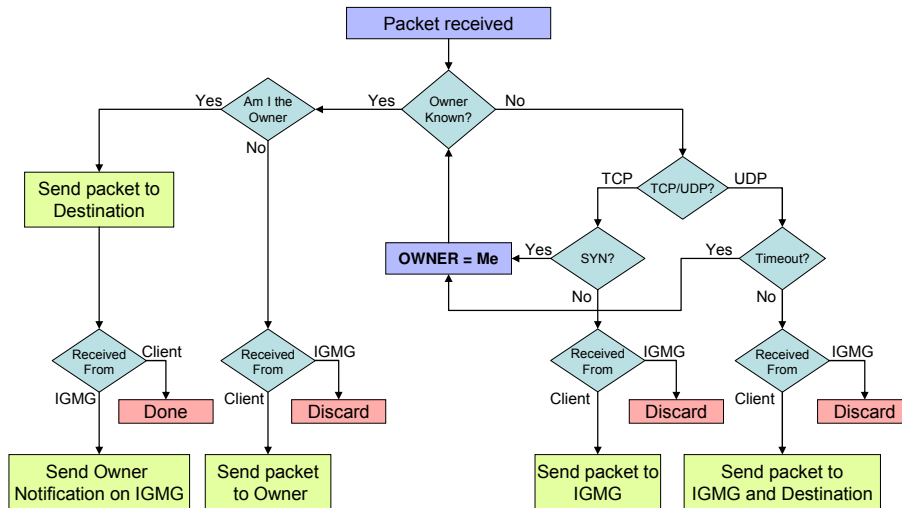 Packet received
Yes
Am I the
Owner
Yes
Owner
Known?
No
No
Send packet to
Destination
TCP
TCP/UDP?
UDP
OWNER = Me
Yes
SYN?
Yes
Timeout?
No
No
Received
From
Client
IGMG
Received
From
IGMG
Client
Received
From
IGMG
Client
Received
From
IGMG
Client
Done
Discard
Discard
Discard
Send Owner
Notification on IGMG
Send packet
to Owner
Send packet to
IGMG
Send packet to
IGMG and Destination